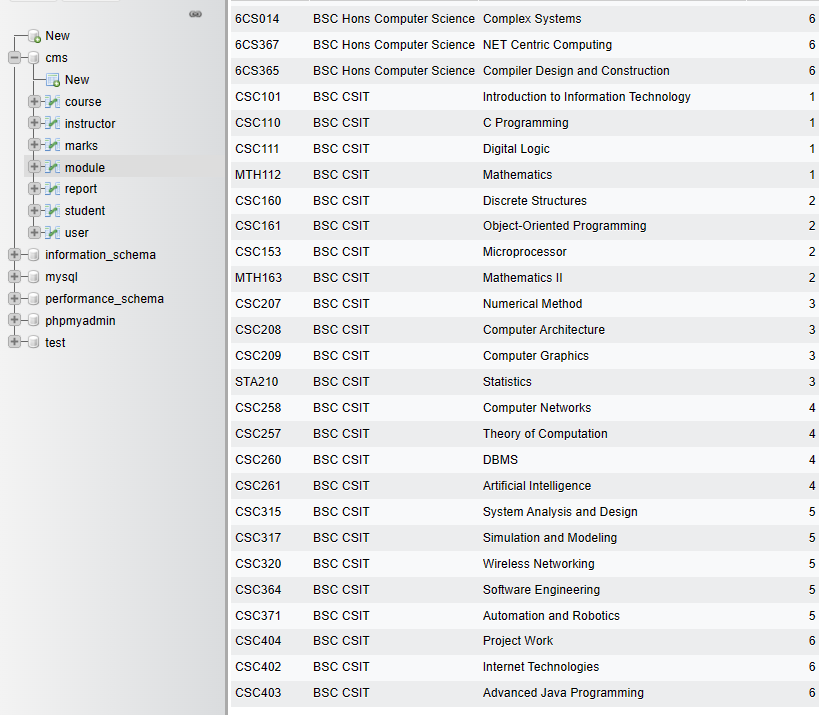 New
cms
New
course
instructor
marks
module
report
student
user
information_schema
mysql
performance_schema
phpmyadmin
test
6CS014 BSC Hons Computer Science Complex Systems 6
6CS367 BSC Hons Computer Science NET Centric Computing 6
6CS365 BSC Hons Computer Science Compiler Design and Construction 6
CSC101 BSC CSIT Introduction to Information Technology 1
CSC110 BSC CSIT C Programming 1
CSC111 BSC CSIT Digital Logic 1
MTH112 BSC CSIT Mathematics 1
CSC160 BSC CSIT Discrete Structures 2
CSC161 BSC CSIT Object-Oriented Programming 2
CSC153 BSC CSIT Microprocessor 2
MTH163 BSC CSIT Mathematics II 2
CSC207 BSC CSIT Numerical Method 3
CSC208 BSC CSIT Computer Architecture 3
CSC209 BSC CSIT Computer Graphics 3
STA210 BSC CSIT Statistics 3
CSC258 BSC CSIT Computer Networks 4
CSC257 BSC CSIT Theory of Computation 4
CSC260 BSC CSIT DBMS 4
CSC261 BSC CSIT Artificial Intelligence 4
CSC315 BSC CSIT System Analysis and Design 5
CSC317 BSC CSIT Simulation and Modeling 5
CSC320 BSC CSIT Wireless Networking 5
CSC364 BSC CSIT Software Engineering 5
CSC371 BSC CSIT Automation and Robotics 5
CSC404 BSC CSIT Project Work 6
CSC402 BSC CSIT Internet Technologies 6
CSC403 BSC CSIT Advanced Java Programming 6